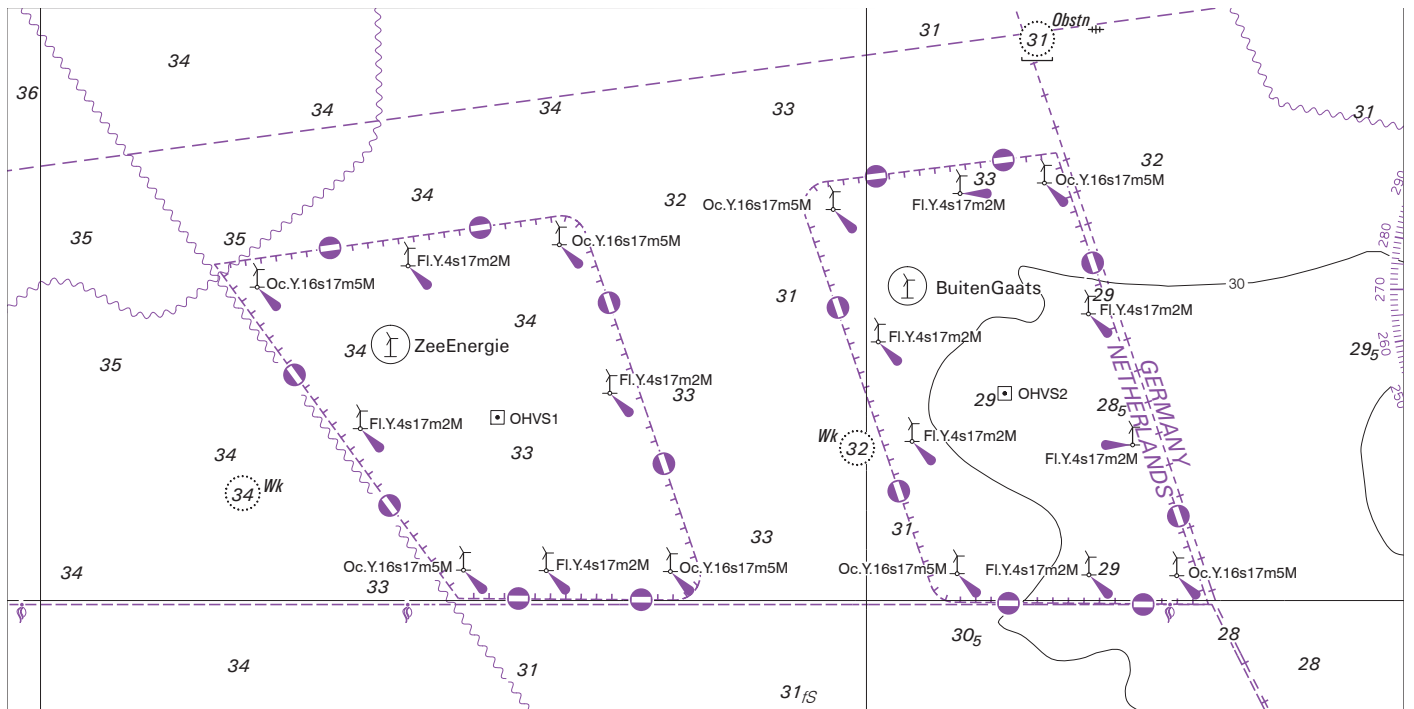 31 Obstn
31
34
36
34
34
33
31
32
290
Oc.Y.16s17m5M
33
34
32
Oc.Y.16s17m5M
Fl.Y.4s17m2M
35
35
Oc.Y.16s17m5M
Fl.Y.4s17m2M
280
Oc.Y.16s17m5M
BuitenGaats
30
270
31
29
Fl.Y.4s17m2M
34
34
ZeeEnergie
Fl.Y.4s17m2M
260
29₅
35
GERMANY
NETHERLANDS
Fl.Y.4s17m2M
33
29
OHVS2
28₅
250
OHVS1
Fl.Y.4s17m2M
Fl.Y.4s17m2M
Wk
32
34
33
Fl.Y.4s17m2M
34
Wk
31
33
34
33
Oc.Y.16s17m5M
Fl.Y.4s17m2M
Oc.Y.16s17m5M
Oc.Y.16s17m5M
Fl.Y.4s17m2M
29
Oc.Y.16s17m5M
30₅
28
34
31
28
31fS